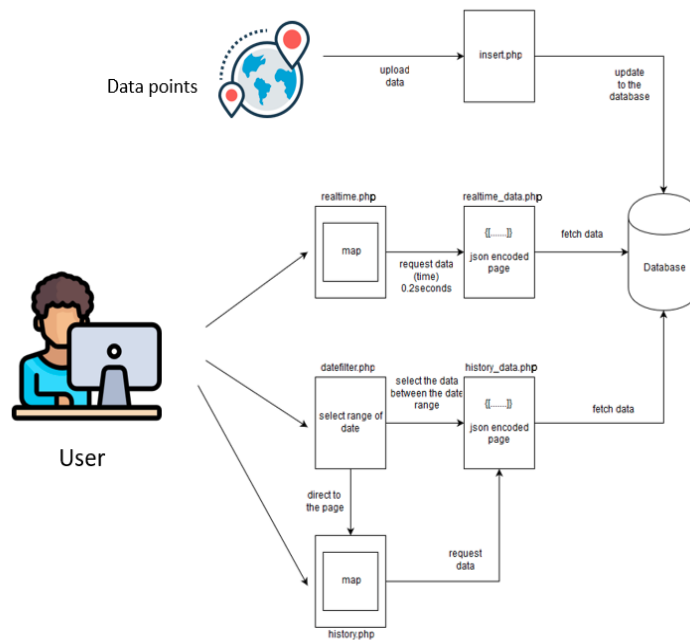 Data points
upload
data
insert.php
update
to the
database
realtime.php
map
request data
(time)
0.2seconds
realtime_data.php
{[......]}
json encoded
page
fetch data
Database
User
datefilter.php
select range of
date
select the data
between the date
range
history_data.php
{[......]}
json encoded
page
fetch data
direct to
the page
map
history.php
request
data